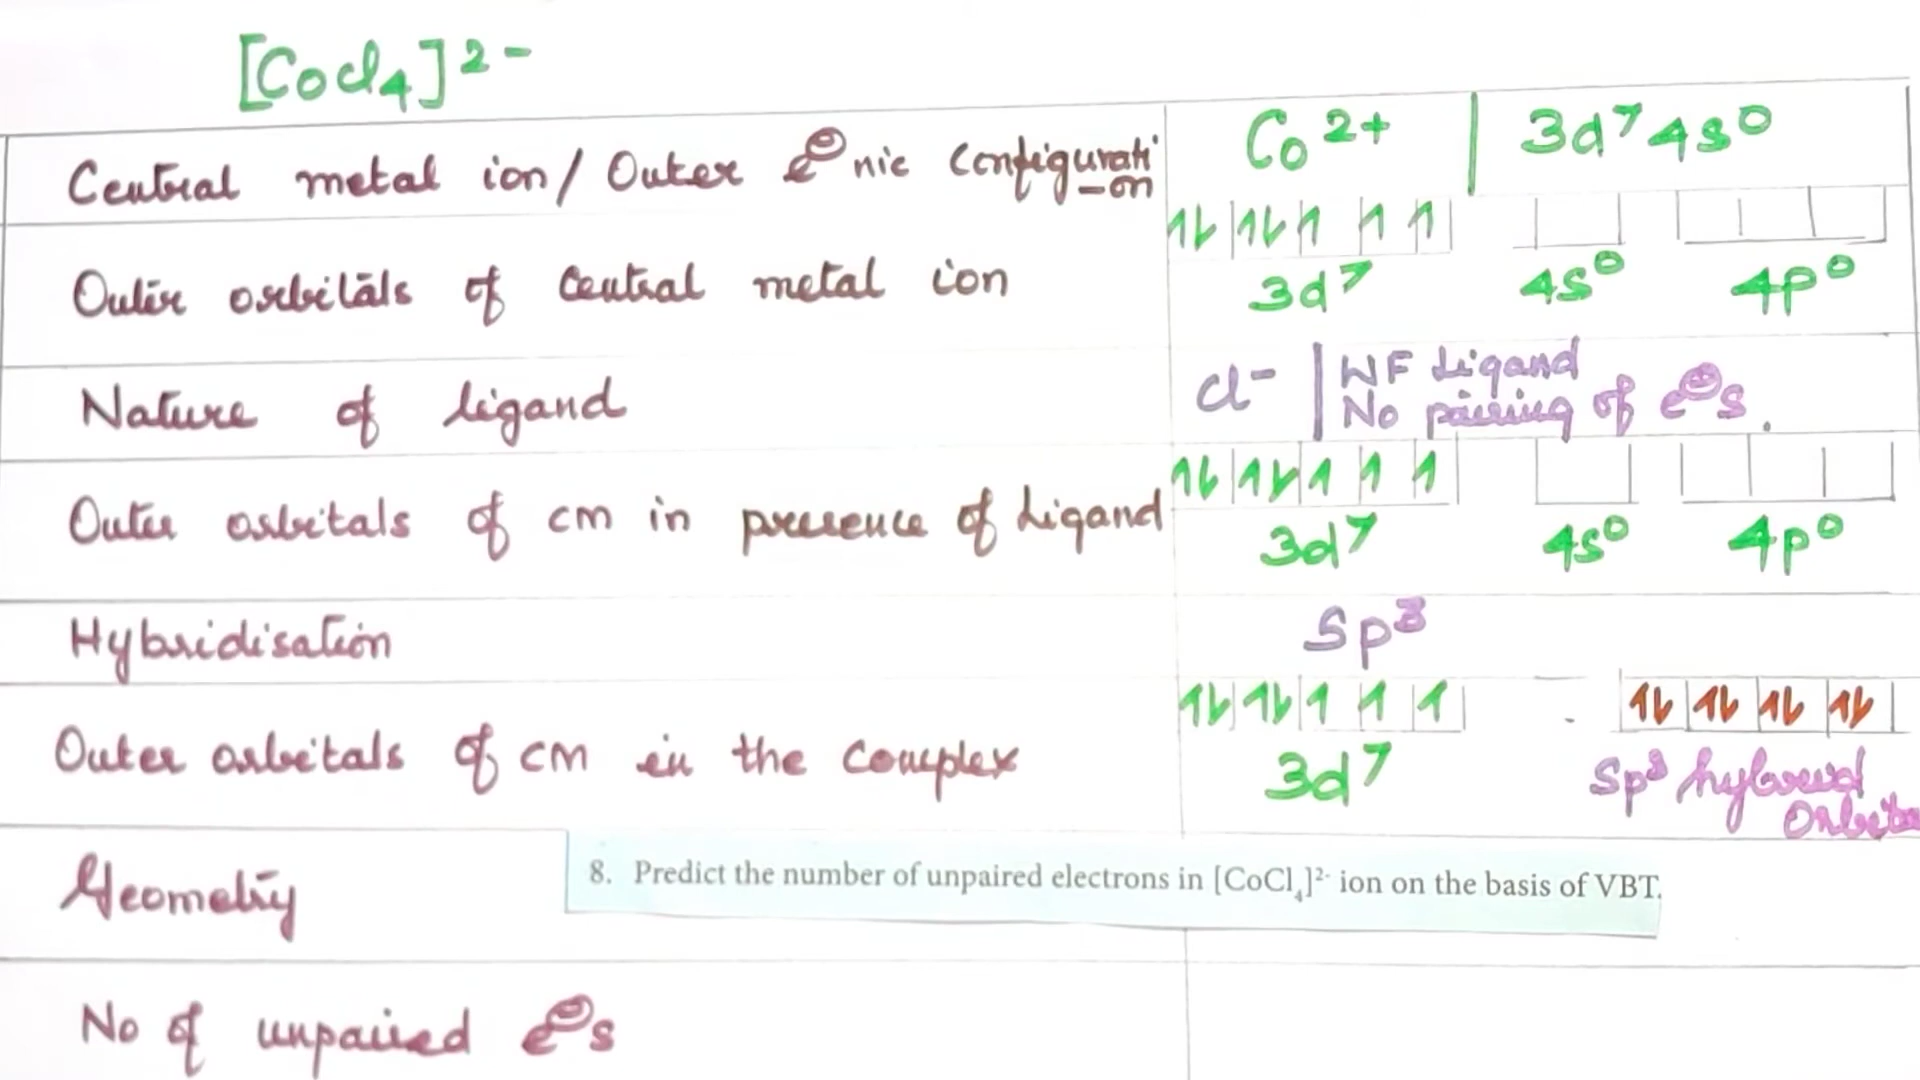 [CoCl4]2-
Central metal ion / Outer e⊖nic configurati-on Co2+ | 3d7 4s0
Outer orbitals of central metal ion 3d7 4s0 4p0
Nature of ligand Cl- | WF Ligand
No pairing of e⊖s.
Outer orbitals of cm in presence of Ligand 3d7 4s0 4p0
Hybridisation Sp3
Outer orbitals of cm in the complex 3d7 Sp3 hybrid
Geometry
8. Predict the number of unpaired electrons in [CoCl4]2- ion on the basis of VBT.
No of unpaired e⊖s